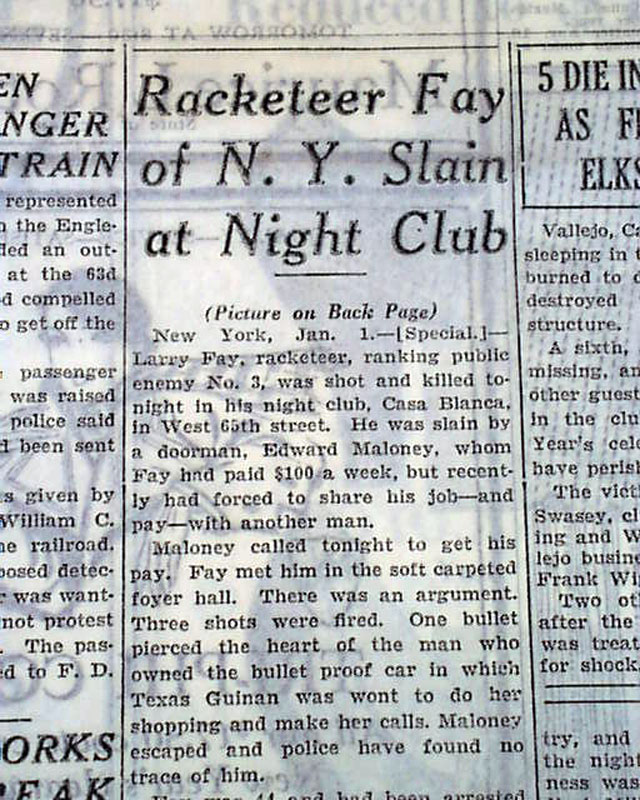 EN
NGER
TRAIN
represented
n the Engle-
led an out-
at the 63d
d compelled
o get off the
passenger
was raised
police said
d been sent
s given by
William C.
he railroad.
posed detec-
r was want-
not protest
. The pas-
ed to F. D.
ORKS
EAK
Racketeer Fay
of N. Y. Slain
at Night Club
(Picture on Back Page)
New York, Jan. 1.—[Special.]—
Larry Fay, racketeer, ranking public
enemy No. 3, was shot and killed to-
night in his night club, Casa Blanca,
in West 65th street. He was slain by
a doorman, Edward Maloney, whom
Fay had paid $100 a week, but recent-
ly had forced to share his job—and
pay—with another man.
Maloney called tonight to get his
pay. Fay met him in the soft carpeted
foyer hall. There was an argument.
Three shots were fired. One bullet
pierced the heart of the man who
owned the bullet proof car in which
Texas Guinan was wont to do her
shopping and make her calls. Maloney
escaped and police have found no
trace of him.
Fay was 44 and had been arrested
5 DIE IN
AS F
ELKS
Vallejo, Ca
sleeping in t
burned to d
destroyed
structure.
A sixth,
missing, an
other guest
in the clu
Year's cele
have perish
The victi
Swasey, cl
ing and W
lejo busine
Frank Wi
Two ot
after the
was treat
for shock.
try, and
the night
ness was